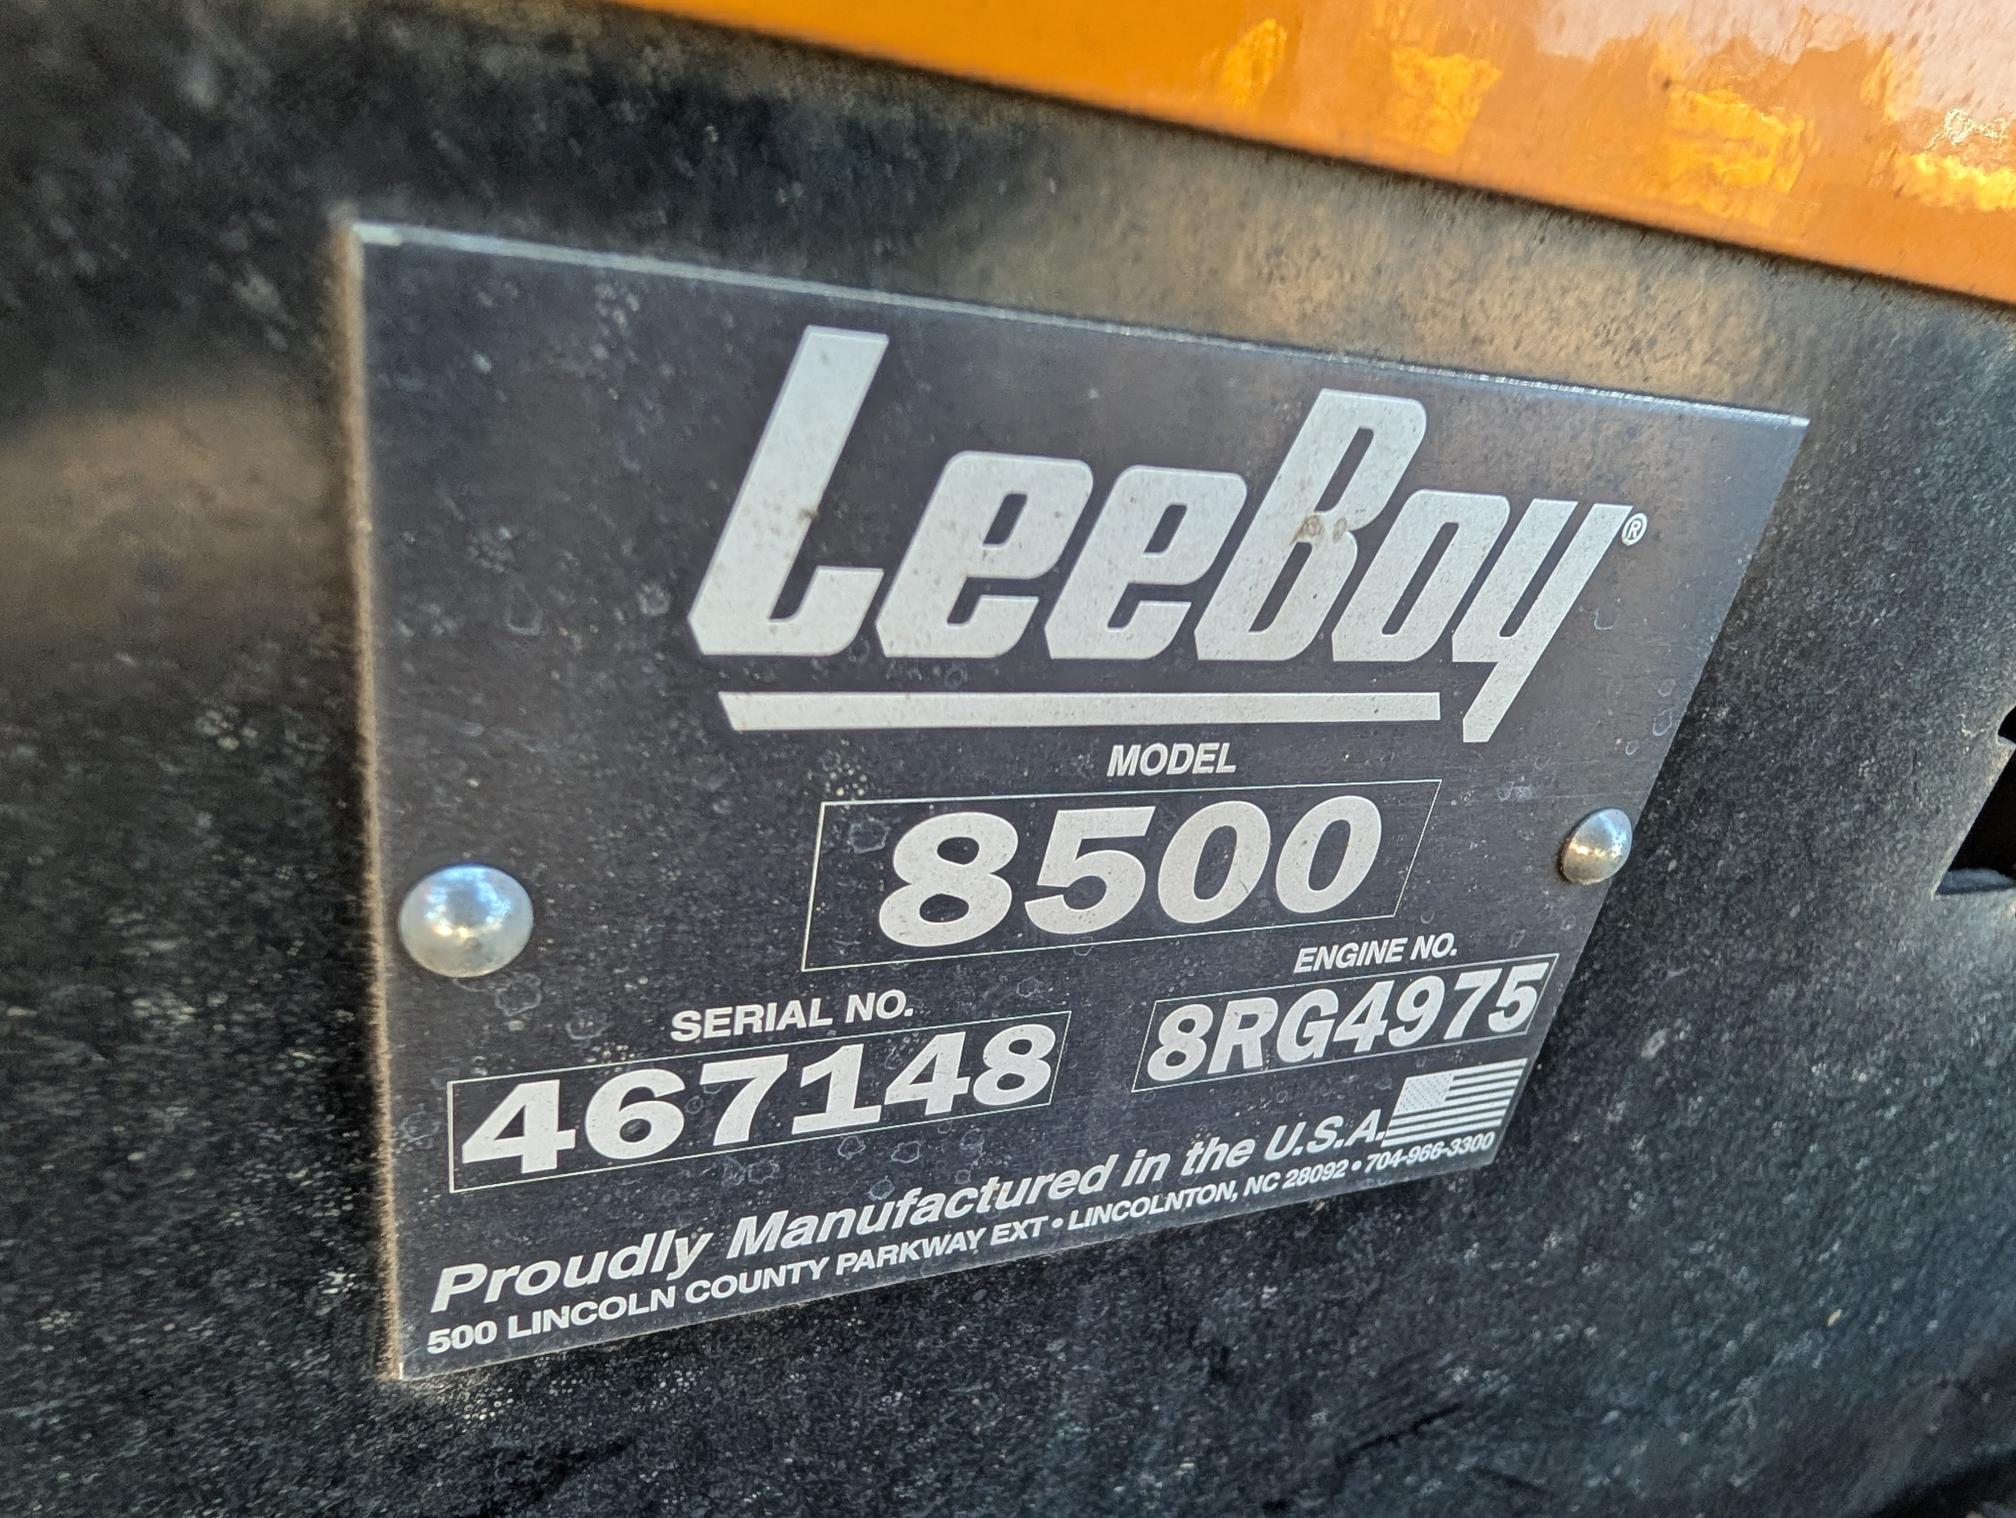 LeeBoy®
MODEL
8500
SERIAL NO.
467148
ENGINE NO.
8RG4975
Proudly Manufactured in the U.S.A.
500 LINCOLN COUNTY PARKWAY EXT • LINCOLNTON, NC 28092 • 704-966-3300